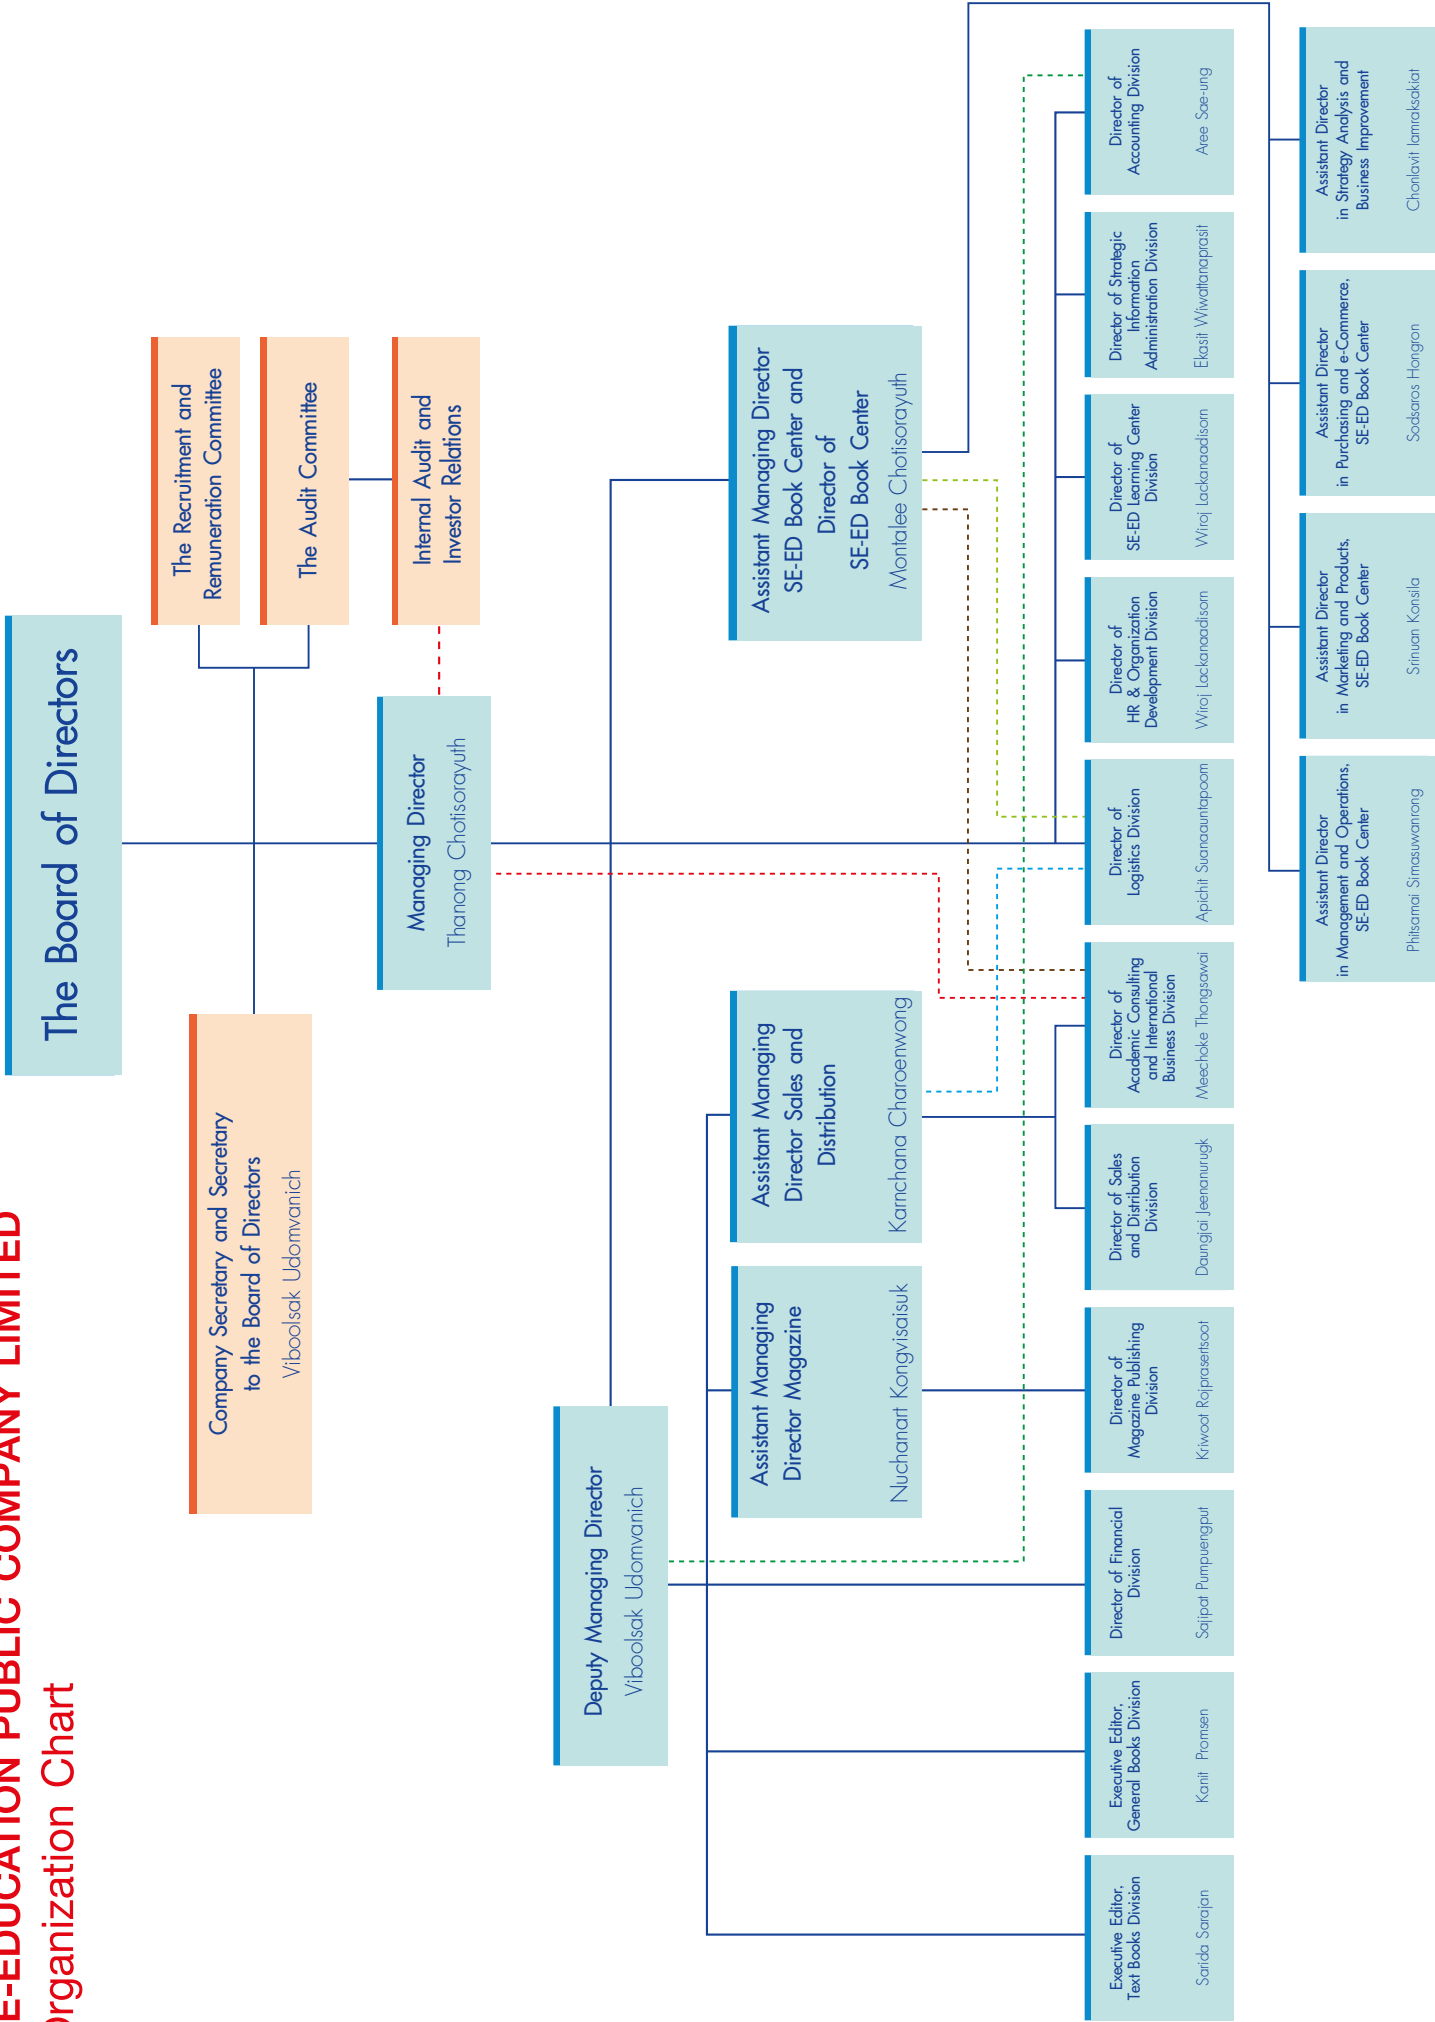 E-EDUCATION PUBLIC COMPANY LIMITED
Organization Chart
The Board of Directors
The Recruitment and
Remuneration Committee
Company Secretary and Secretary
to the Board of Directors
Viboolsak Udomvanich
The Audit Committee
Managing Director
Thanong Chotisorayuth
Internal Audit and
Investor Relations
Deputy Managing Director
Viboolsak Udomvanich
Assistant Managing
Director Magazine
Nuchanart Kongvisaisuk
Assistant Managing
Director Sales and
Distribution
Karnchana Charoenwong
Assistant Managing Director
SE-ED Book Center and
Director of
SE-ED Book Center
Montalee Chotisorayuth
Executive Editor,
Text Books Division
Sarida Sarajan
Executive Editor,
General Books Division
Kanit Promsen
Director of Financial
Division
Sajipat Pumpuengput
Director of
Magazine Publishing
Division
Kriwoot Rojprasertsoot
Director of Sales
and Distribution
Division
Daungjai Jeenanurugk
Director of
Academic Consulting
and International
Business Division
Meechoke Thongsawai
Director of
Logistics Division
Apichit Suanaauntapoom
Director of
HR & Organization
Development Division
Wiroj Lackanaadisorn
Director of
SE-ED Learning Center
Division
Wiroj Lackanaadisorn
Director of Strategic
Information
Administration Division
Ekasit Wiwattanaprasit
Director of
Accounting Division
Aree Sae-ung
Assistant Director
in Management and Operations,
SE-ED Book Center
Phitsamai Simasuwanrong
Assistant Director
in Marketing and Products,
SE-ED Book Center
Srinuan Konsila
Assistant Director
in Purchasing and e-Commerce,
SE-ED Book Center
Sodsaros Hongron
Assistant Director
in Strategy Analysis and
Business Improvement
Chonlavit Iamraksakiat